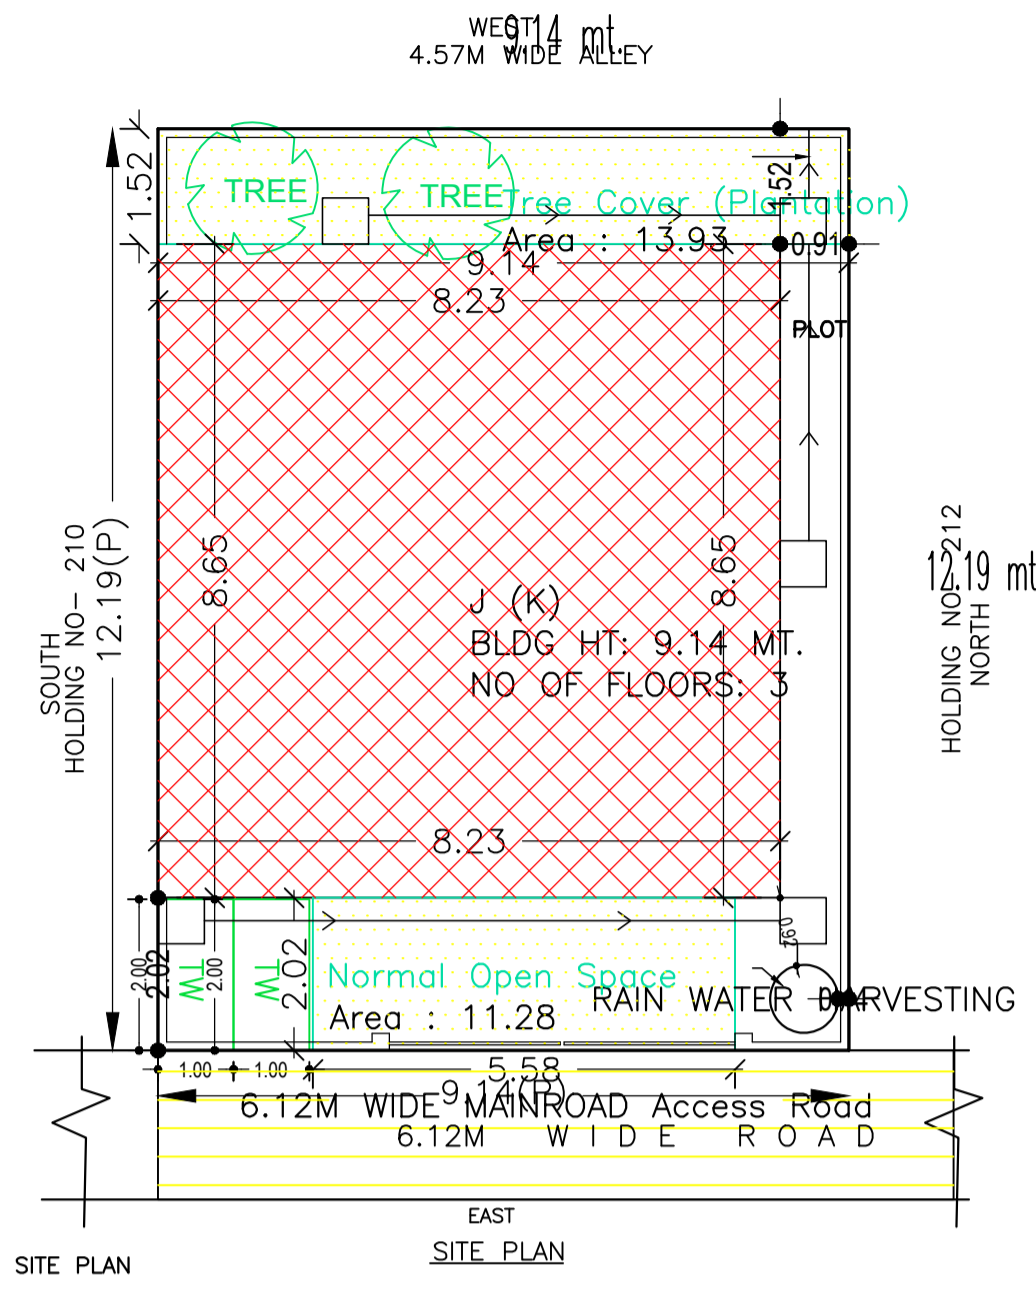 WEST
9.14 mt.
4.57M WIDE ALLEY
1.52
TREE
TREE
1.52
Tree Cover (Plantation)
Area : 13.93
0.91
9.14
8.23
PLOT
SOUTH
HOLDING NO- 210
12.19(P)
8.65
8.65
12.19 mt
HOLDING NO- 212
NORTH
J (K)
BLDG HT: 9.14 MT.
NO OF FLOORS: 3
8.23
0.92
2.00
2.02
TW
2.00
TW
2.02
Normal Open Space
Area : 11.28
RAIN WATER HARVESTING
1.00
1.00
5.58
9.14(P)
6.12M WIDE MAINROAD Access Road
6.12M WIDE ROAD
EAST
SITE PLAN
SITE PLAN